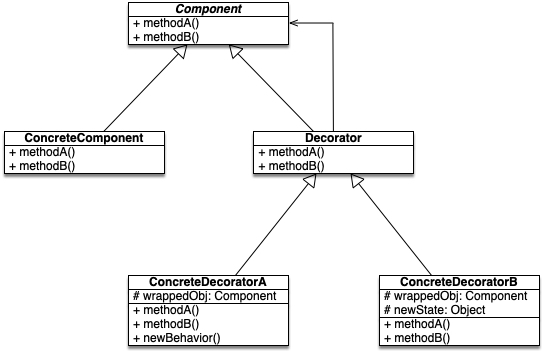 Component
+ methodA()
+ methodB()
ConcreteComponent
+ methodA()
+ methodB()
Decorator
+ methodA()
+ methodB()
ConcreteDecoratorA
# wrappedObj: Component
+ methodA()
+ methodB()
+ newBehavior()
ConcreteDecoratorB
# wrappedObj: Component
# newState: Object
+ methodA()
+ methodB()